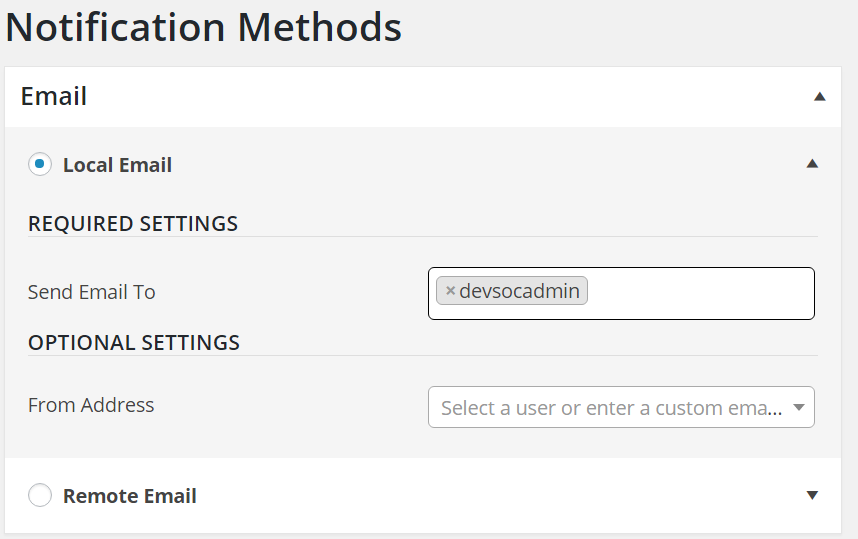 Notification Methods
Email
Local Email
REQUIRED SETTINGS
Send Email To
×devsocadmin
OPTIONAL SETTINGS
From Address
Select a user or enter a custom ema...
Remote Email